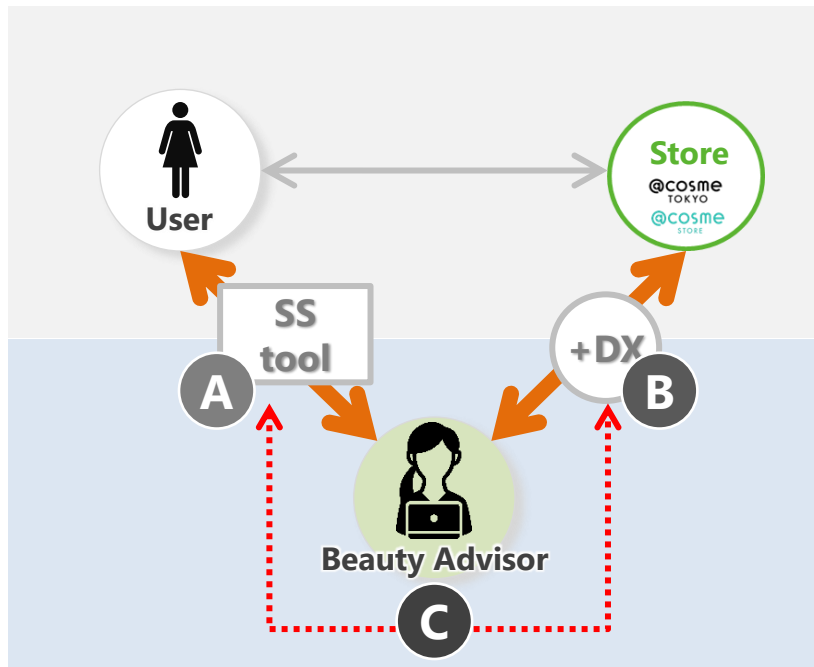 User
Store
@cosme
TOKYO
@cosme
STORE
SS
tool
+DX
A
B
Beauty Advisor
C